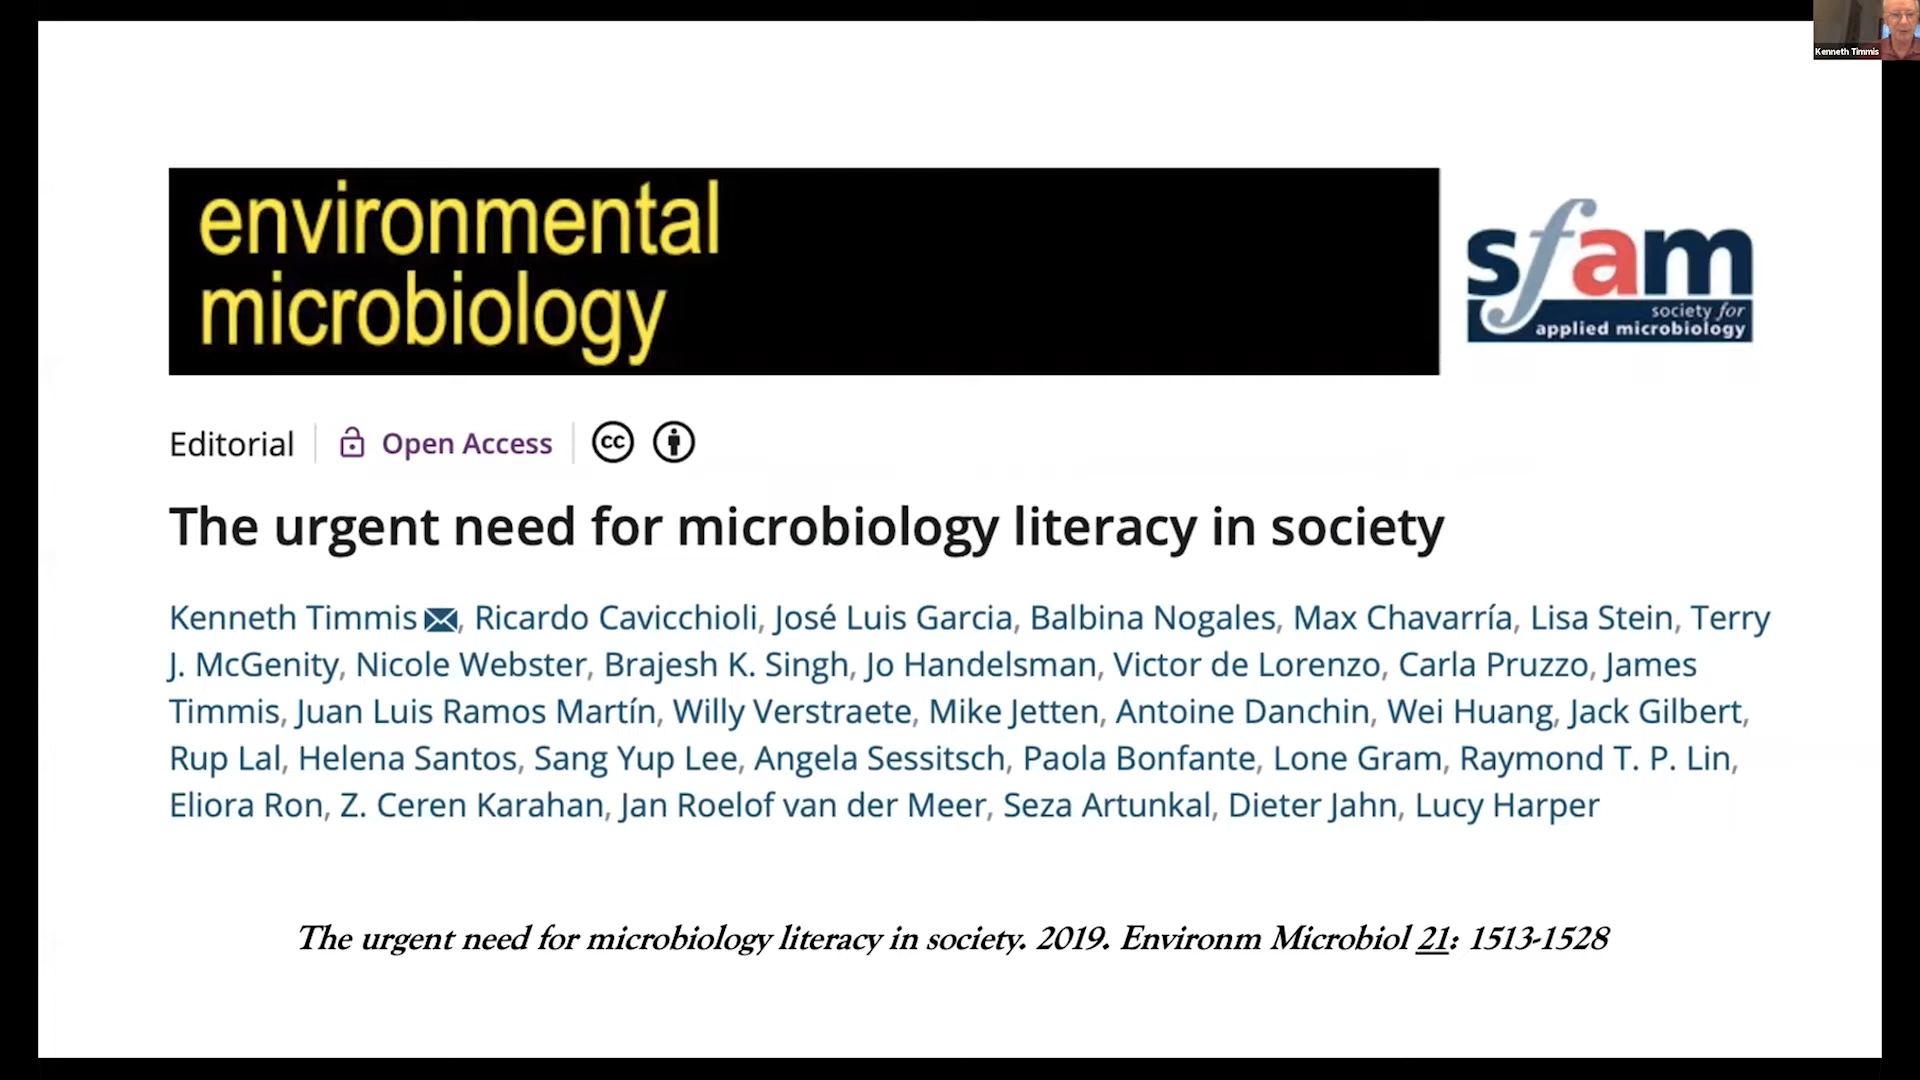 Kenneth Timmis
environmental
microbiology
sfam
society for
applied microbiology
Editorial
Open Access
cc
The urgent need for microbiology literacy in society
Kenneth Timmis, Ricardo Cavicchioli, José Luis Garcia, Balbina Nogales, Max Chavarría, Lisa Stein, Terry
J. McGenity, Nicole Webster, Brajesh K. Singh, Jo Handelsman, Victor de Lorenzo, Carla Pruzzo, James
Timmis, Juan Luis Ramos Martín, Willy Verstraete, Mike Jetten, Antoine Danchin, Wei Huang, Jack Gilbert,
Rup Lal, Helena Santos, Sang Yup Lee, Angela Sessitsch, Paola Bonfante, Lone Gram, Raymond T. P. Lin,
Eliora Ron, Z. Ceren Karahan, Jan Roelof van der Meer, Seza Artunkal, Dieter Jahn, Lucy Harper
The urgent need for microbiology literacy in society. 2019. Environm Microbiol 21: 1513-1528